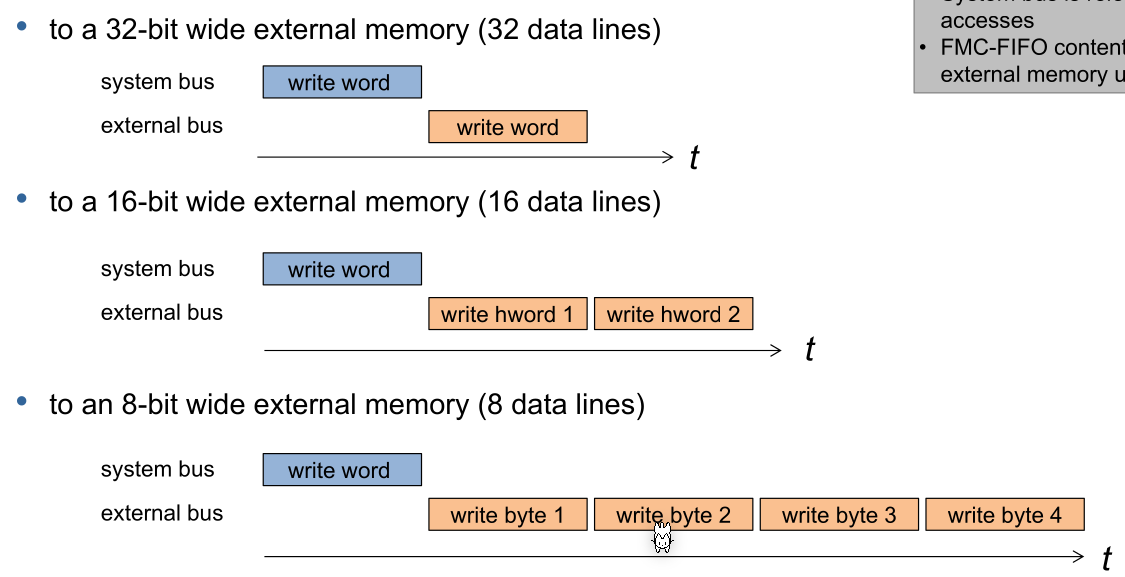 • to a 32-bit wide external memory (32 data lines)
system bus write word
external bus write word
t
• to a 16-bit wide external memory (16 data lines)
system bus write word
external bus write hword 1 write hword 2
t
• to an 8-bit wide external memory (8 data lines)
system bus write word
external bus write byte 1 write byte 2 write byte 3 write byte 4
t
accesses
• FMC-FIFO content
external memory u